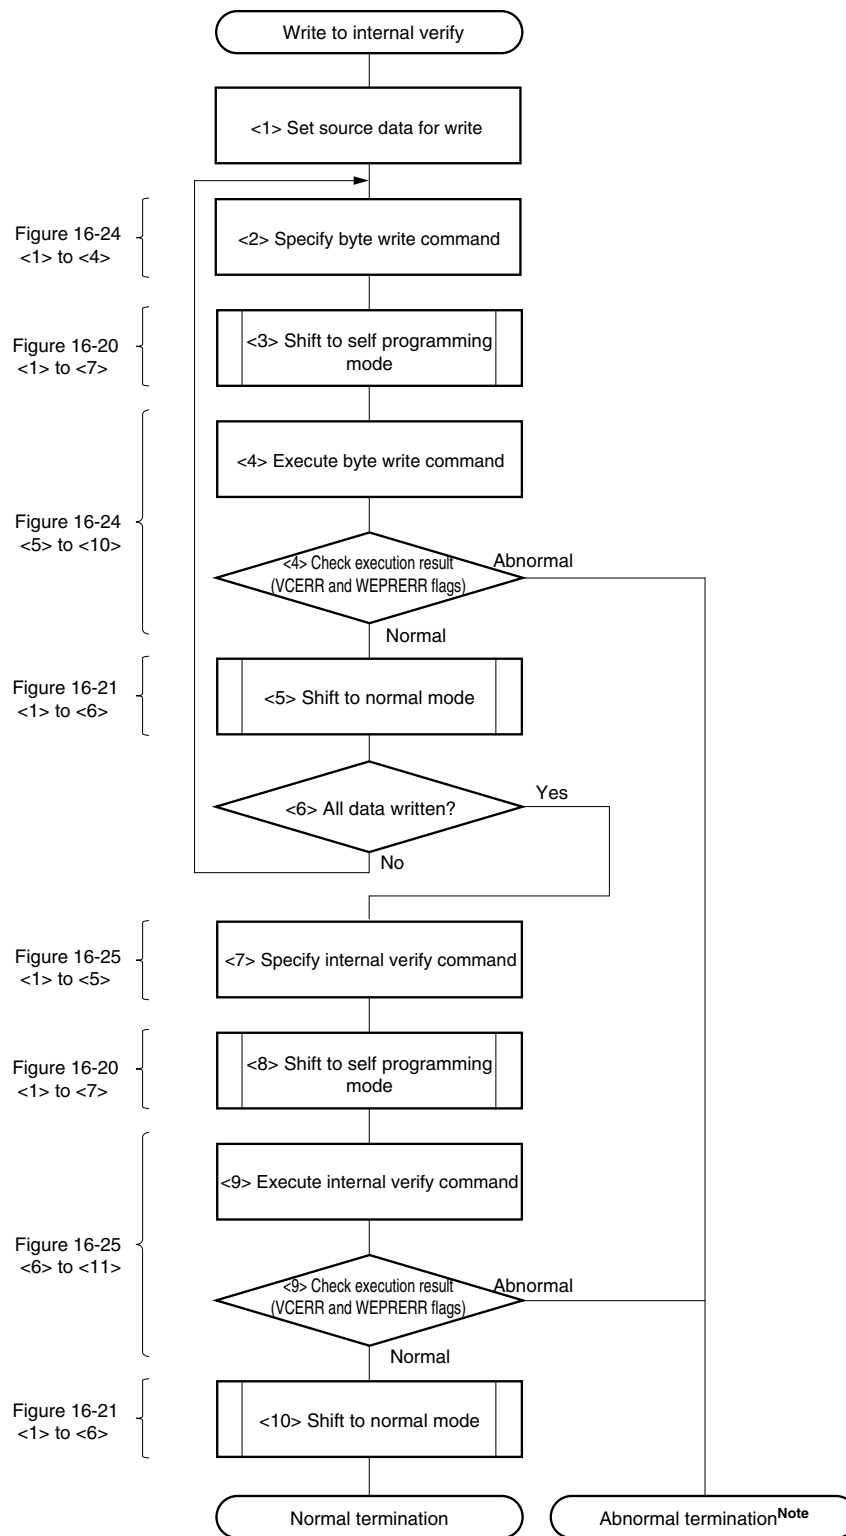 Write to internal verify
<1> Set source data for write
Figure 16-24
<1> to <4>
<2> Specify byte write command
Figure 16-20
<1> to <7>
<3> Shift to self programming
mode
Figure 16-24
<5> to <10>
<4> Execute byte write command
<4> Check execution result
(VCERR and WEPRERR flags)
Abnormal
Normal
Figure 16-21
<1> to <6>
<5> Shift to normal mode
<6> All data written?
Yes
No
Figure 16-25
<1> to <5>
<7> Specify internal verify command
Figure 16-20
<1> to <7>
<8> Shift to self programming
mode
Figure 16-25
<6> to <11>
<9> Execute internal verify command
<9> Check execution result
(VCERR and WEPRERR flags)
Abnormal
Normal
Figure 16-21
<1> to <6>
<10> Shift to normal mode
Normal termination
Abnormal termination Note